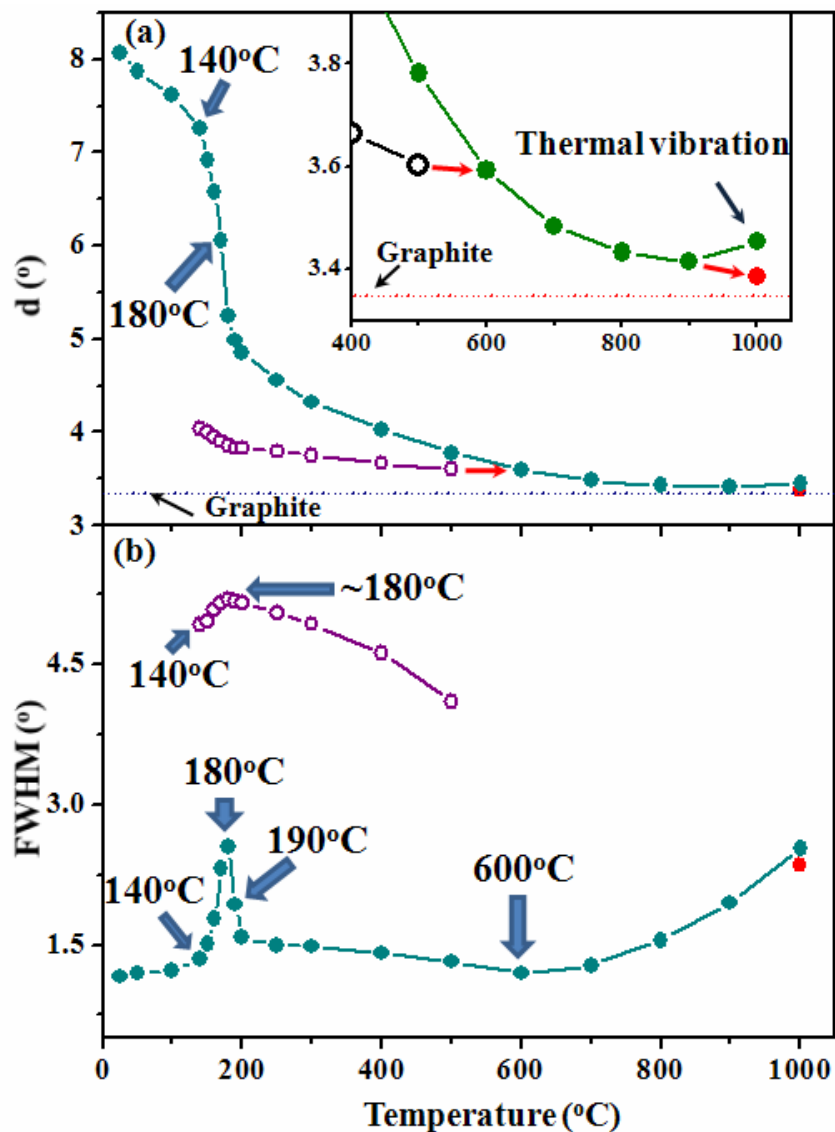 (a)
140°C
180°C
d (°)
8
7
6
5
4
3
Graphite
3.8
3.6
3.4
Thermal vibration
Graphite
400
600
800
1000
(b)
~180°C
140°C
180°C
190°C
140°C
600°C
FWHM (°)
4.5
3.0
1.5
0
200
400
600
800
1000
Temperature (°C)